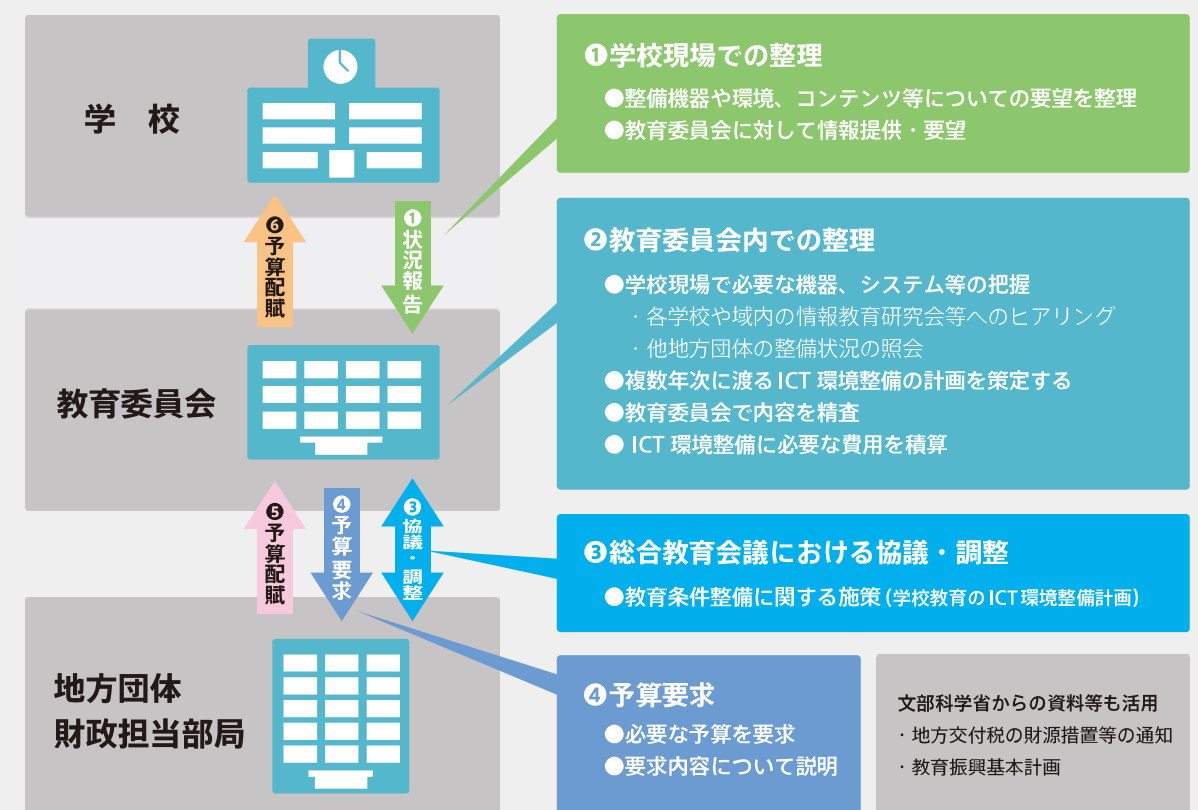 学 校
❻予算配賦
❶状況報告
教育委員会
❺予算配賦
❹予算要求
❸協議・調整
地方団体
財政担当部局
❶学校現場での整理
●整備機器や環境、コンテンツ等についての要望を整理
●教育委員会に対して情報提供・要望
❷教育委員会内での整理
●学校現場で必要な機器、システム等の把握
・各学校や域内の情報教育研究会等へのヒアリング
・他地方団体の整備状況の照会
●複数年次に渡る ICT 環境整備の計画を策定する
●教育委員会で内容を精査
● ICT 環境整備に必要な費用を積算
❸総合教育会議における協議・調整
●教育条件整備に関する施策(学校教育のICT環境整備計画)
❹予算要求
●必要な予算を要求
●要求内容について説明
文部科学省からの資料等も活用
・地方交付税の財源措置等の通知
・教育振興基本計画